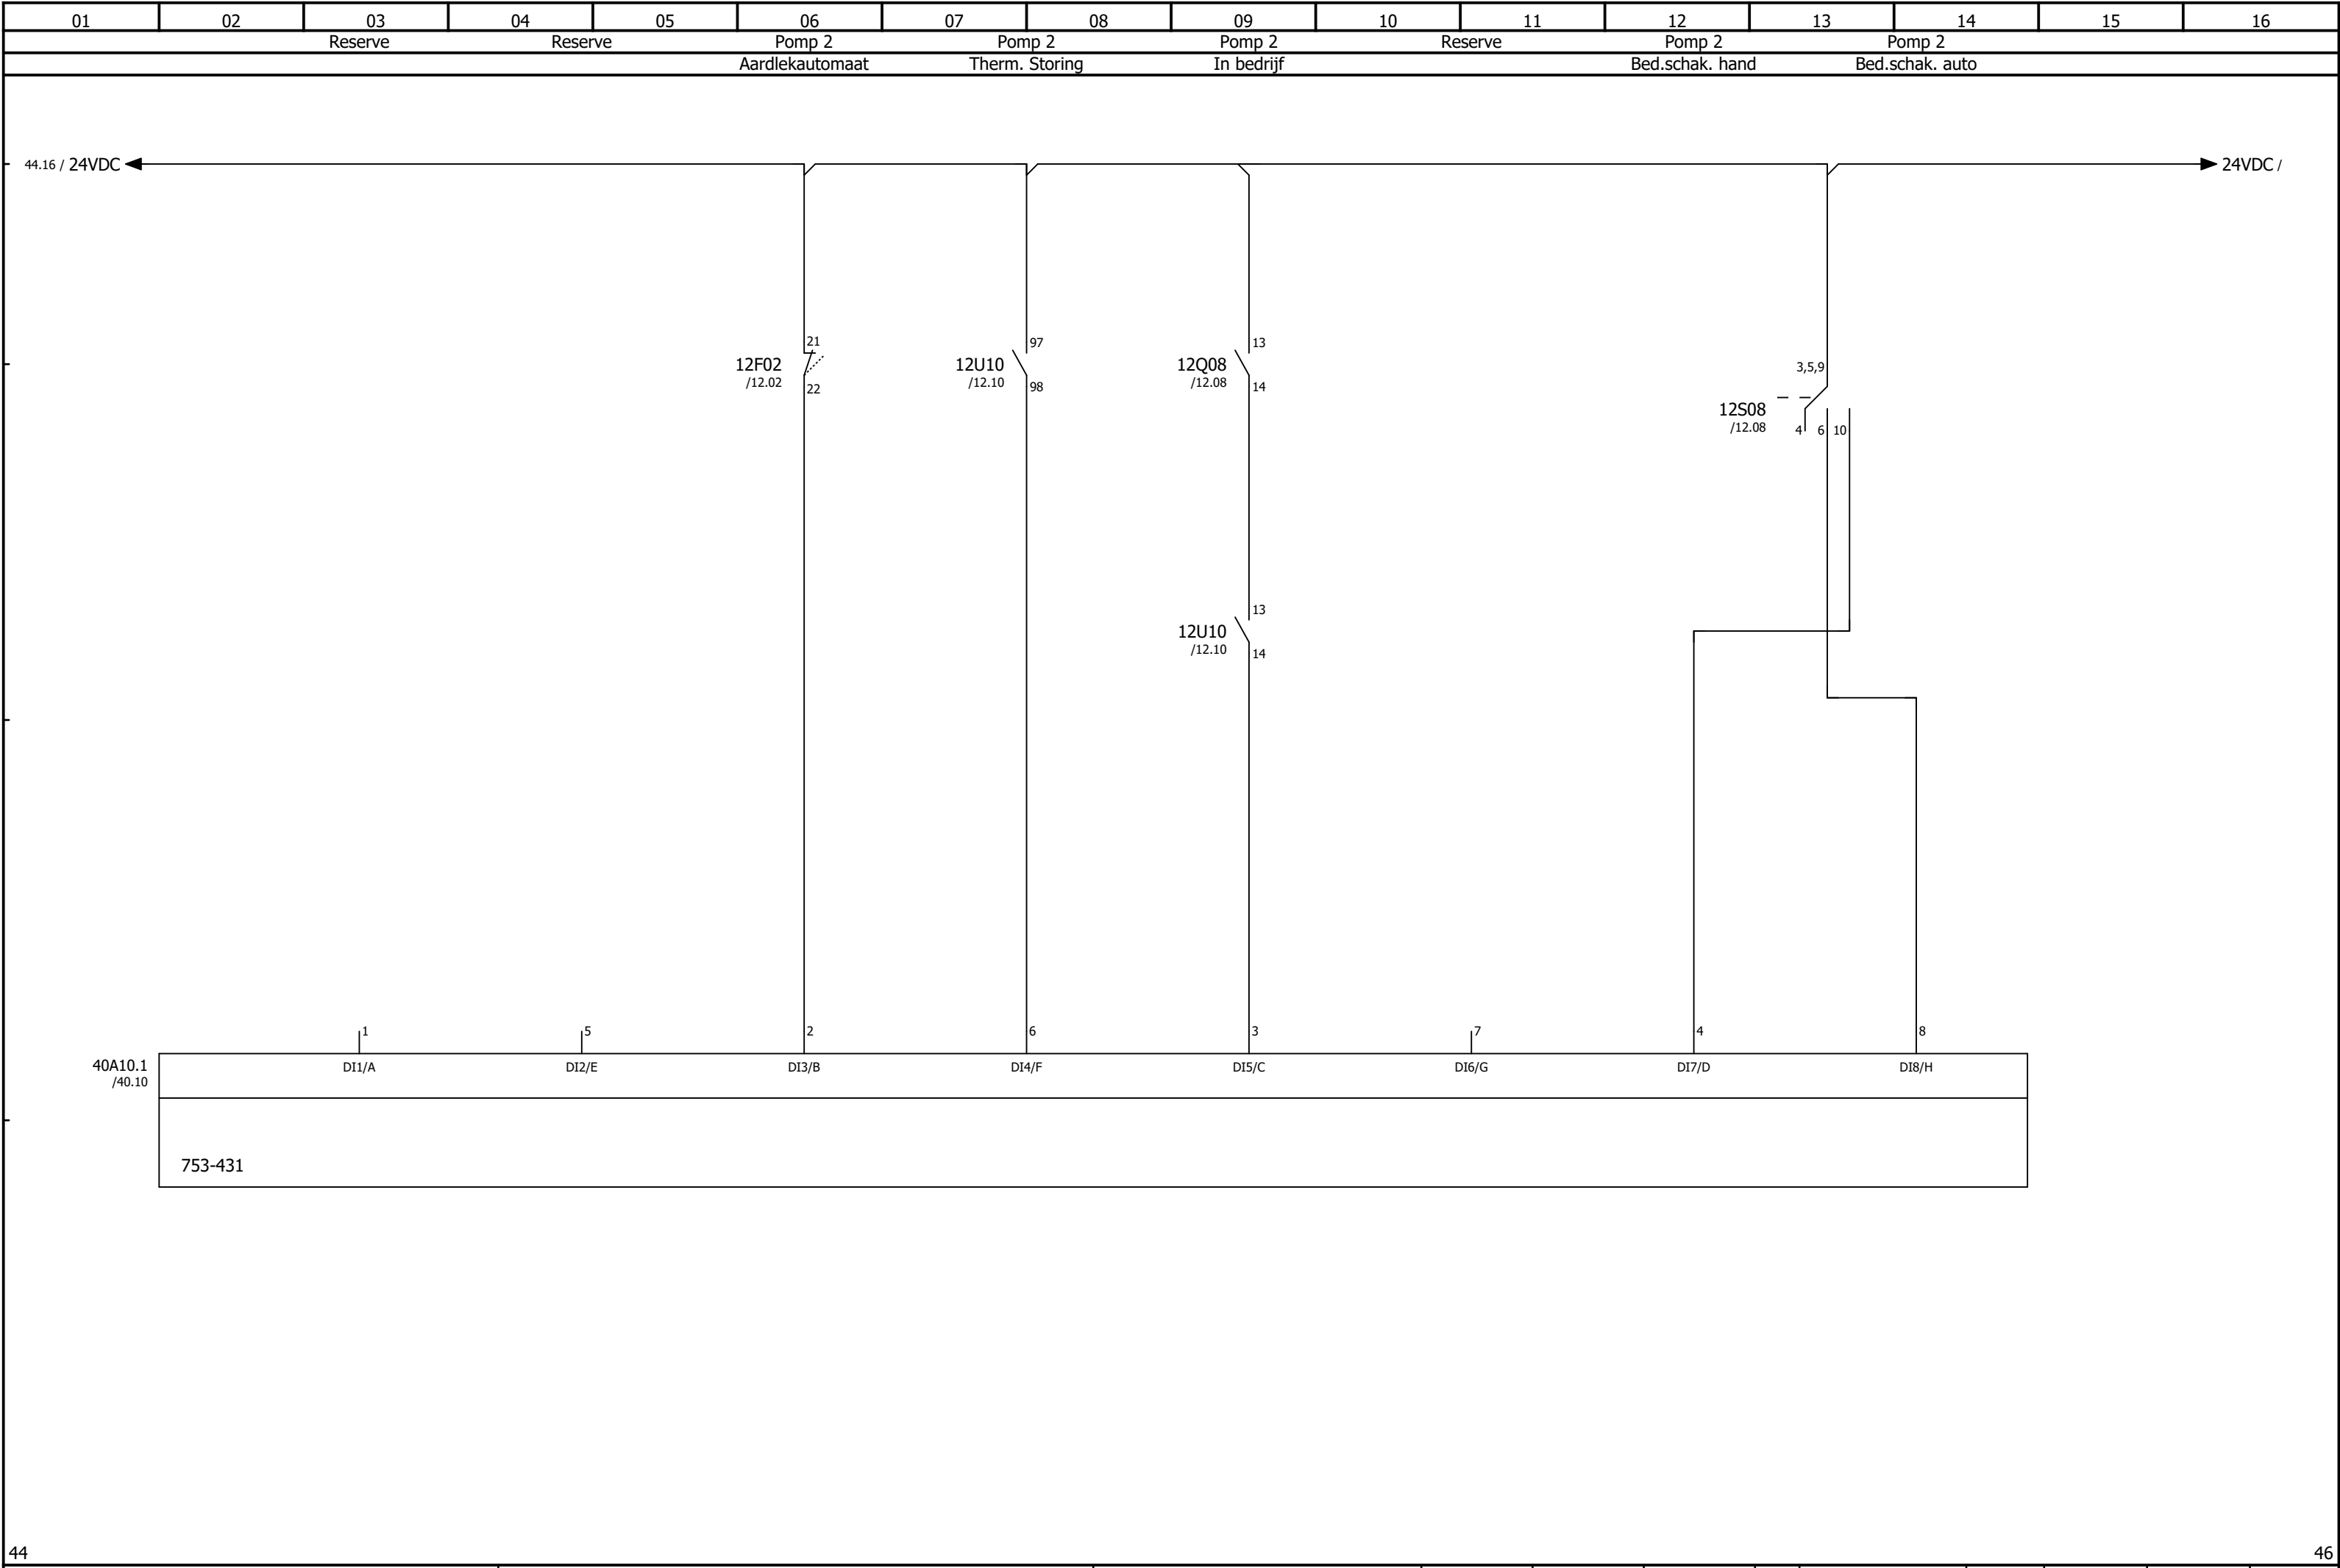 01 02 03 04 05 06 07 08 09 10 11 12 13 14 15 16
Reserve Reserve Pomp 2 Pomp 2 Pomp 2 Reserve Pomp 2 Pomp 2
Aardlekautomaat Therm. Storing In bedrijf Bed.schak. hand Bed.schak. auto
44.16 / 24VDC 24VDC /
21 97 13
12F02 12U10 12Q08 3,5,9
/12.02 /12.10 /12.08
22 98 14
12S08
/12.08 4 6 10
13
12U10
/12.10 14
1 5 2 6 3 7 4 8
40A10.1 DI1/A DI2/E DI3/B DI4/F DI5/C DI6/G DI7/D DI8/H
/40.10
753-431
44 46